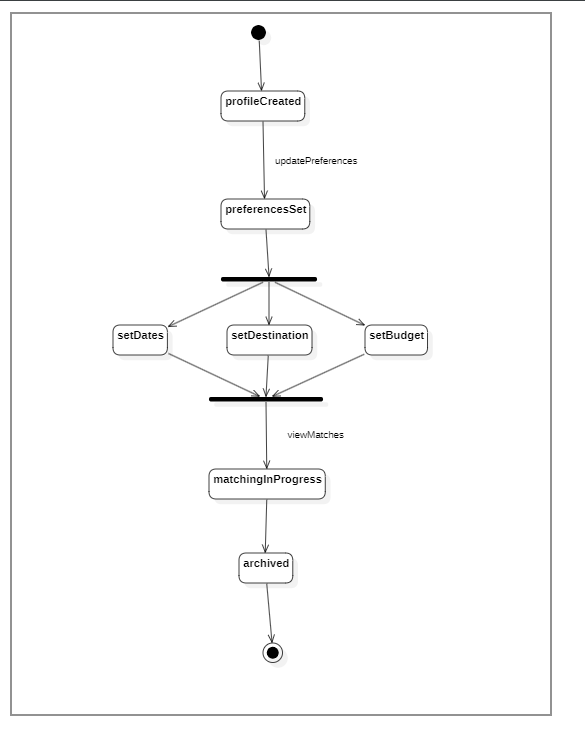 profileCreated
updatePreferences
preferencesSet
setDates
setDestination
setBudget
viewMatches
matchingInProgress
archived